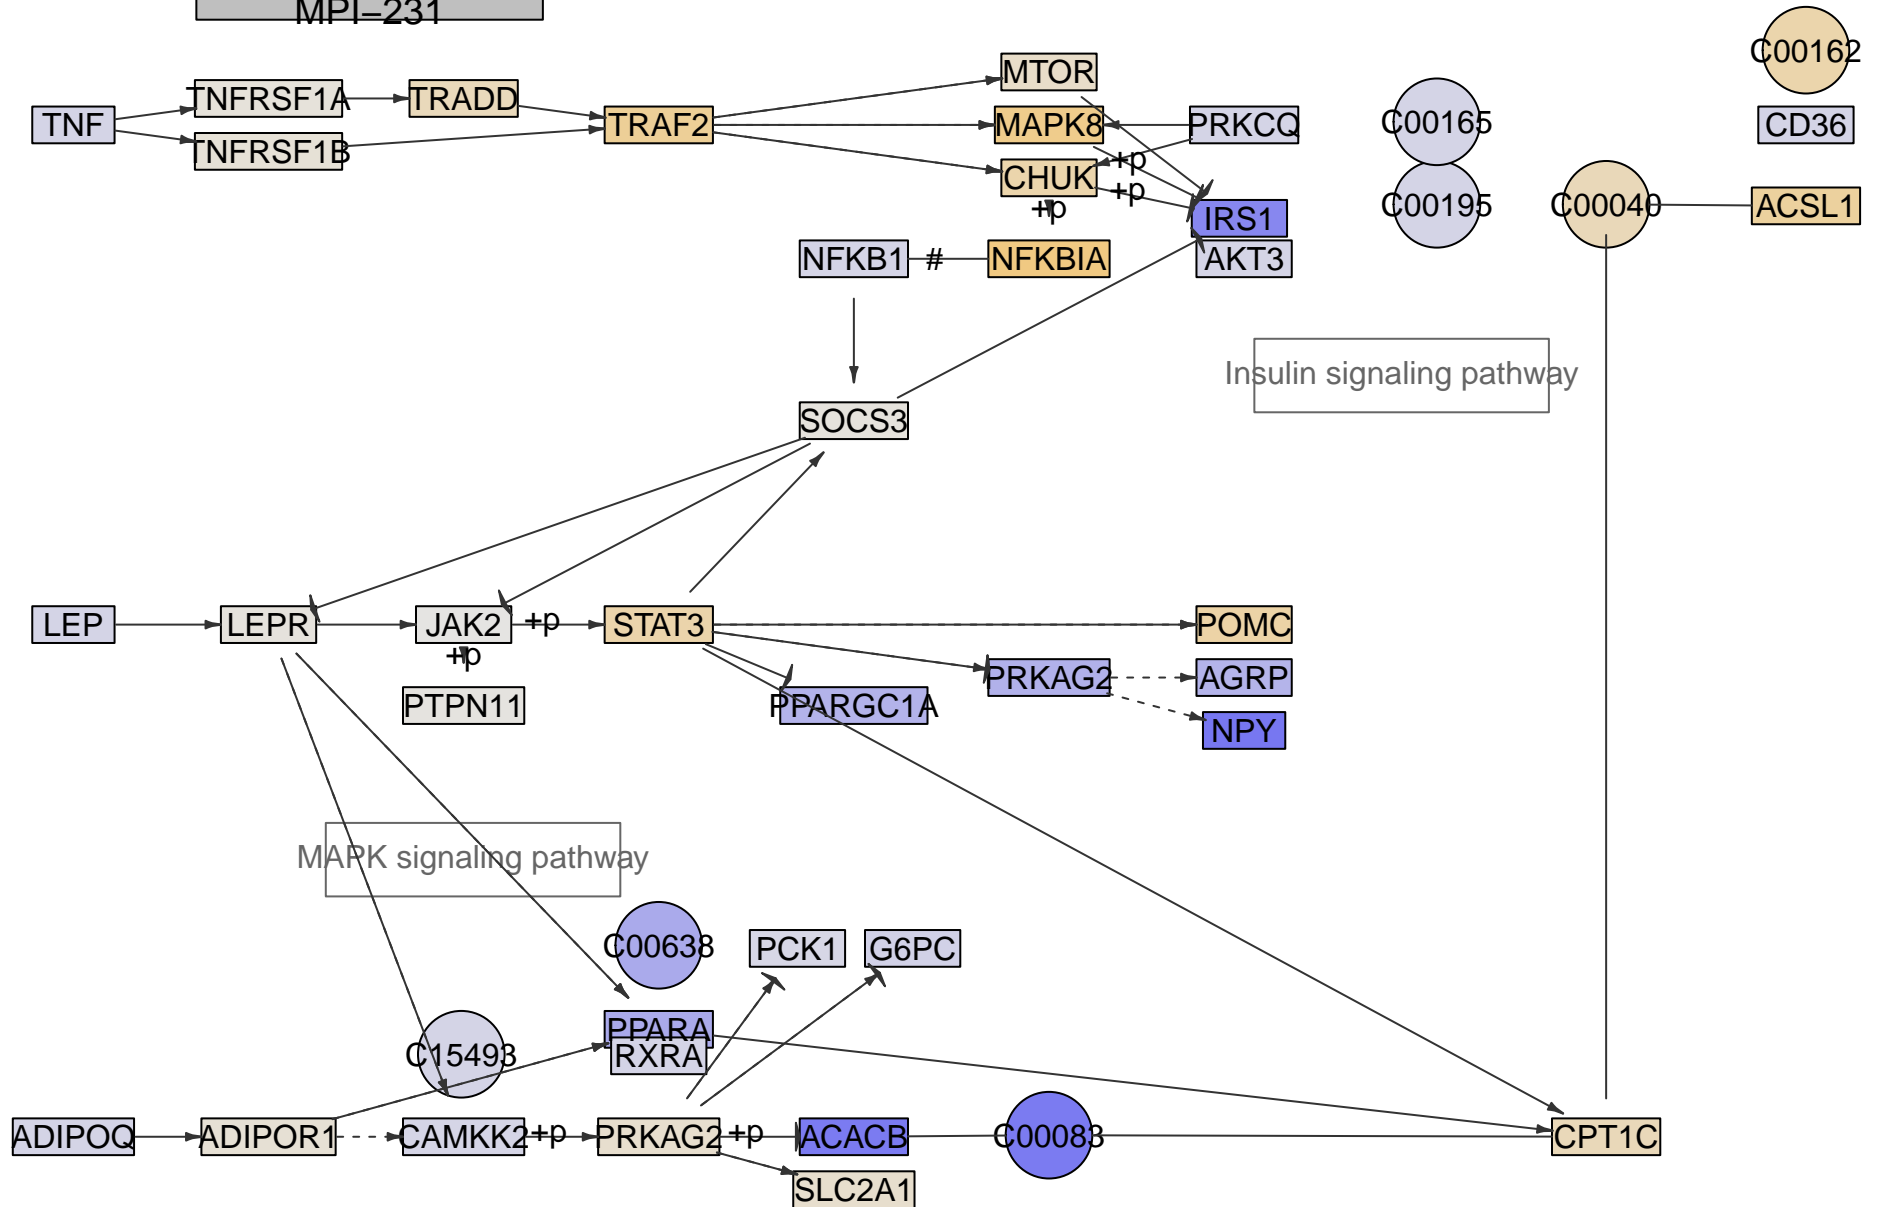 MPI–231
C00162
MTOR
TNFRSF1A
TRADD
TNF
TRAF2
MAPK8
PRKCQ
C00165
CD36
TNFRSF1B
+p
CHUK
+p
+p
IRS1
C00195
C00040
ACSL1
NFKB1
#
NFKBIA
AKT3
Insulin signaling pathway
SOCS3
LEP
LEPR
JAK2
+p
STAT3
POMC
+p
PRKAG2
AGRP
PTPN11
PPARGC1A
NPY
MAPK signaling pathway
C00638
PCK1
G6PC
PPARA
C15493
RXRA
ADIPOQ
ADIPOR1
CAMKK2
+p
PRKAG2
+p
ACACB
C00083
CPT1C
SLC2A1